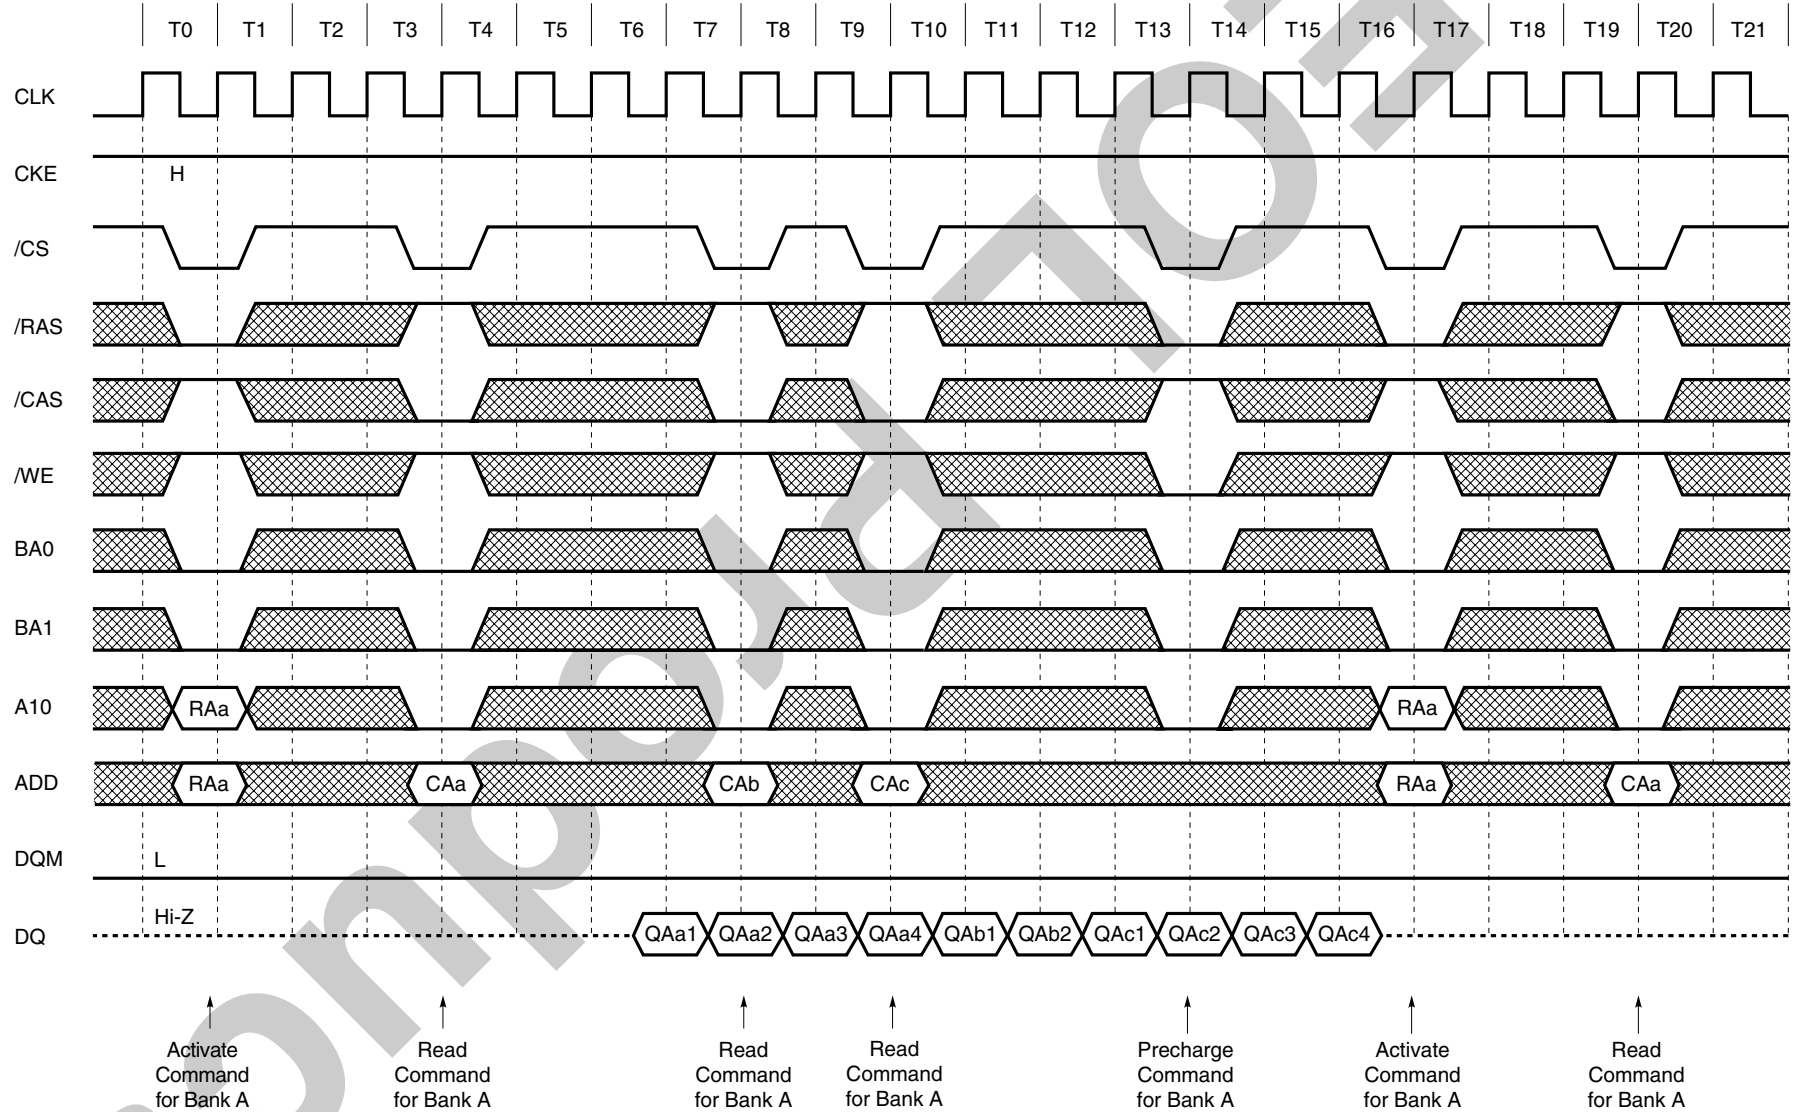 T0 T1 T2 T3 T4 T5 T6 T7 T8 T9 T10 T11 T12 T13 T14 T15 T16 T17 T18 T19 T20 T21
CLK
CKE H
/CS
/RAS
/CAS
/WE
BA0
BA1
A10 RAa RAa
ADD RAa CAa CAb CAc RAa CAa
DQM L
Hi-Z
DQ QAa1 QAa2 QAa3 QAa4 QAb1 QAb2 QAc1 QAc2 QAc3 QAc4
Activate
Command
for Bank A
Read
Command
for Bank A
Read
Command
for Bank A
Read
Command
for Bank A
Precharge
Command
for Bank A
Activate
Command
for Bank A
Read
Command
for Bank A